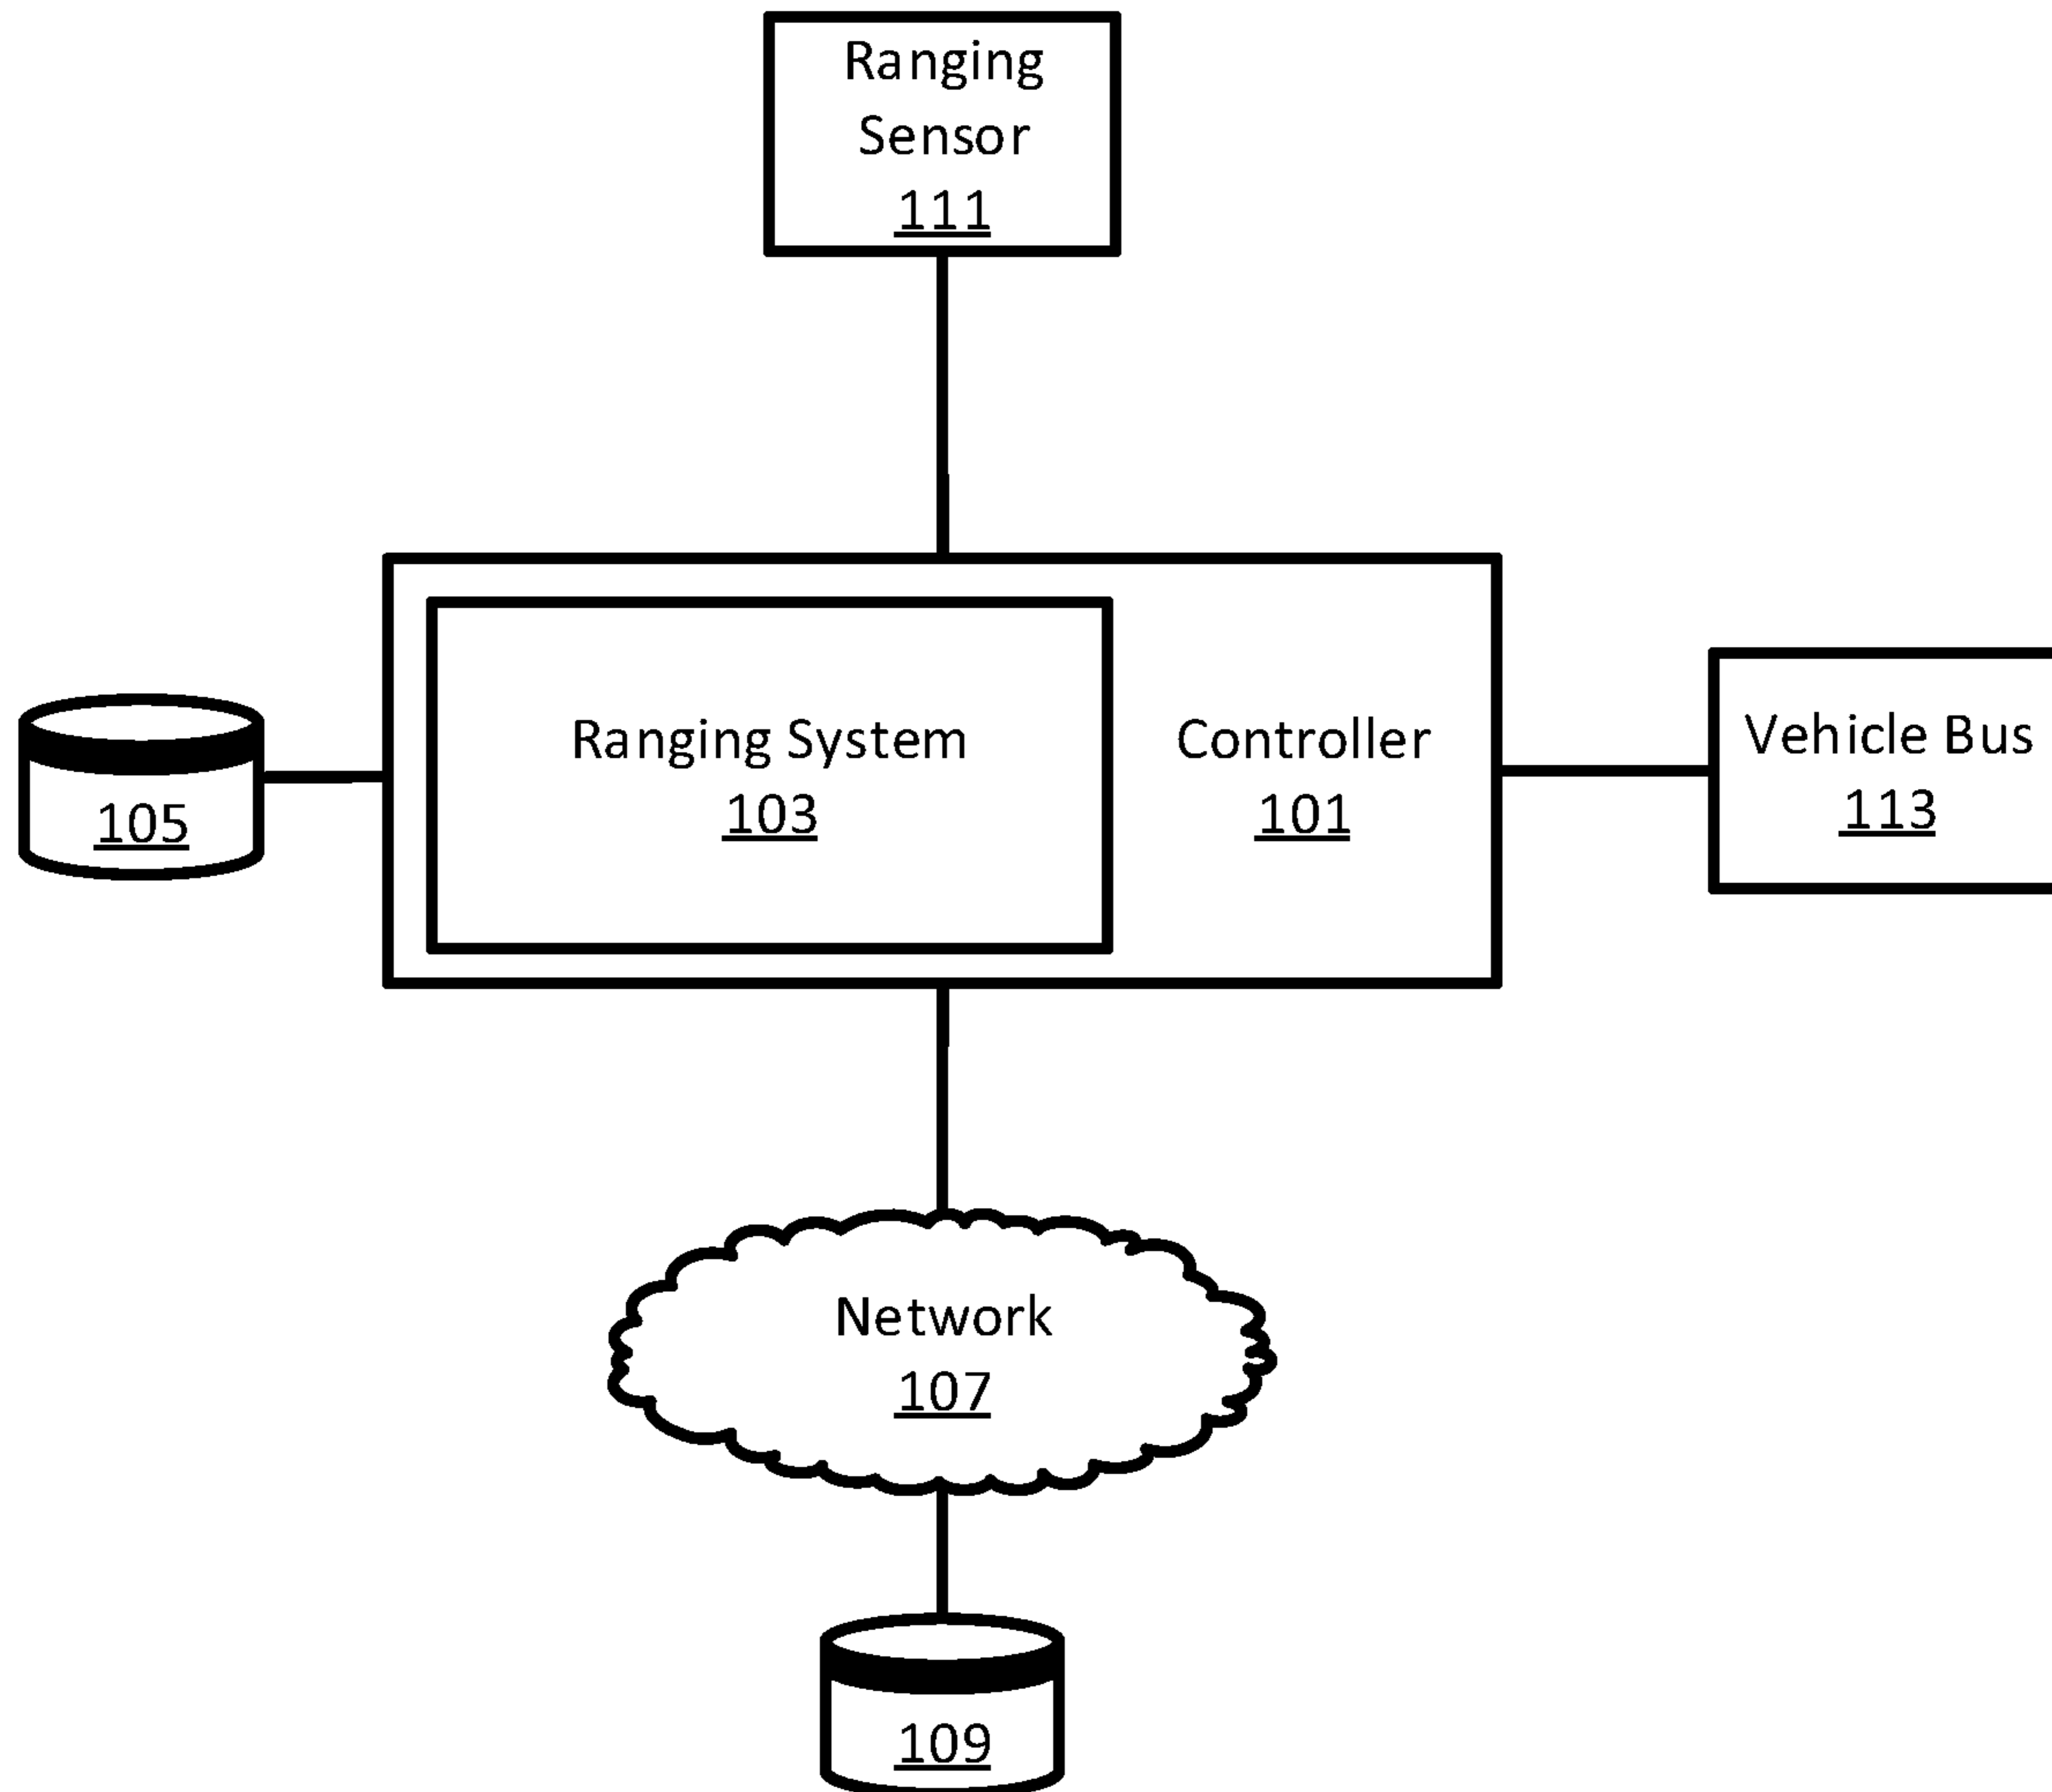 Ranging
Sensor
111
Ranging System
103
Controller
101
Vehicle Bus
113
105
Network
107
109